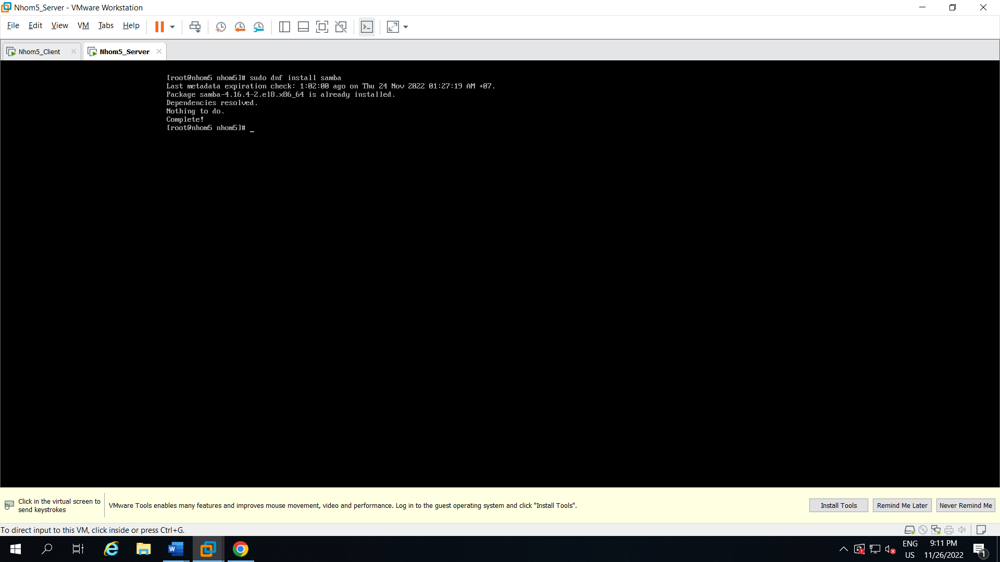 Nhom5_Server - VMware Workstation
File Edit View VM Tabs Help
Nhom5_Client Nhom5_Server
[root@nhom5 nhom5]# sudo dnf install samba
Last metadata expiration check: 1:02:00 ago on Thu 24 Nov 2022 01:27:19 AM +07.
Package samba-4.16.4-2.el8.x86_64 is already installed.
Dependencies resolved.
Nothing to do.
Complete!
[root@nhom5 nhom5]# _
Click in the virtual screen to
send keystrokes
VMware Tools enables many features and improves mouse movement, video and performance. Log in to the guest operating system and click "Install Tools".
Install Tools Remind Me Later Never Remind Me
To direct input to this VM, click inside or press Ctrl+G.
ENG
US
9:11 PM
11/26/2022
1